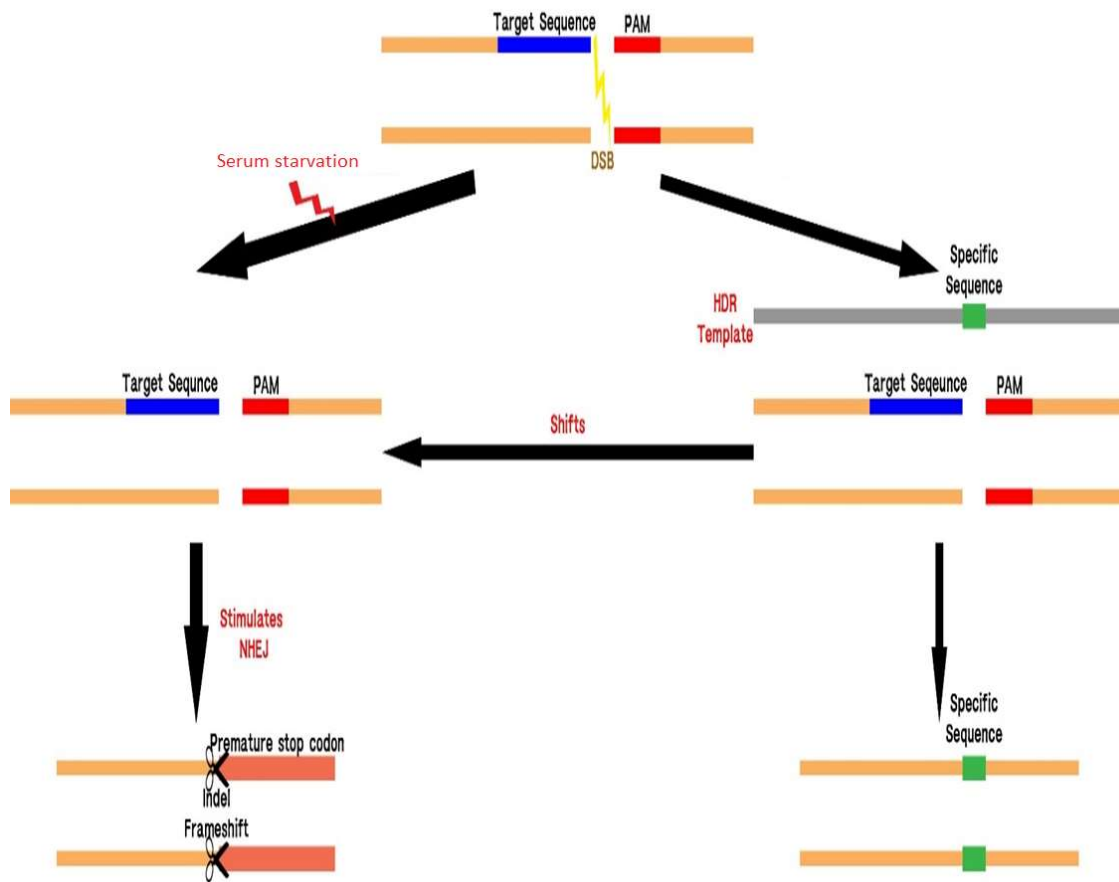 Target Sequence
PAM
DSB
Serum starvation
Specific
Sequence
HDR
Template
Target Sequnce
PAM
Target Seqeunce
PAM
Shifts
Stimulates
NHEJ
Specific
Sequence
Premature stop codon
Indel
Frameshift